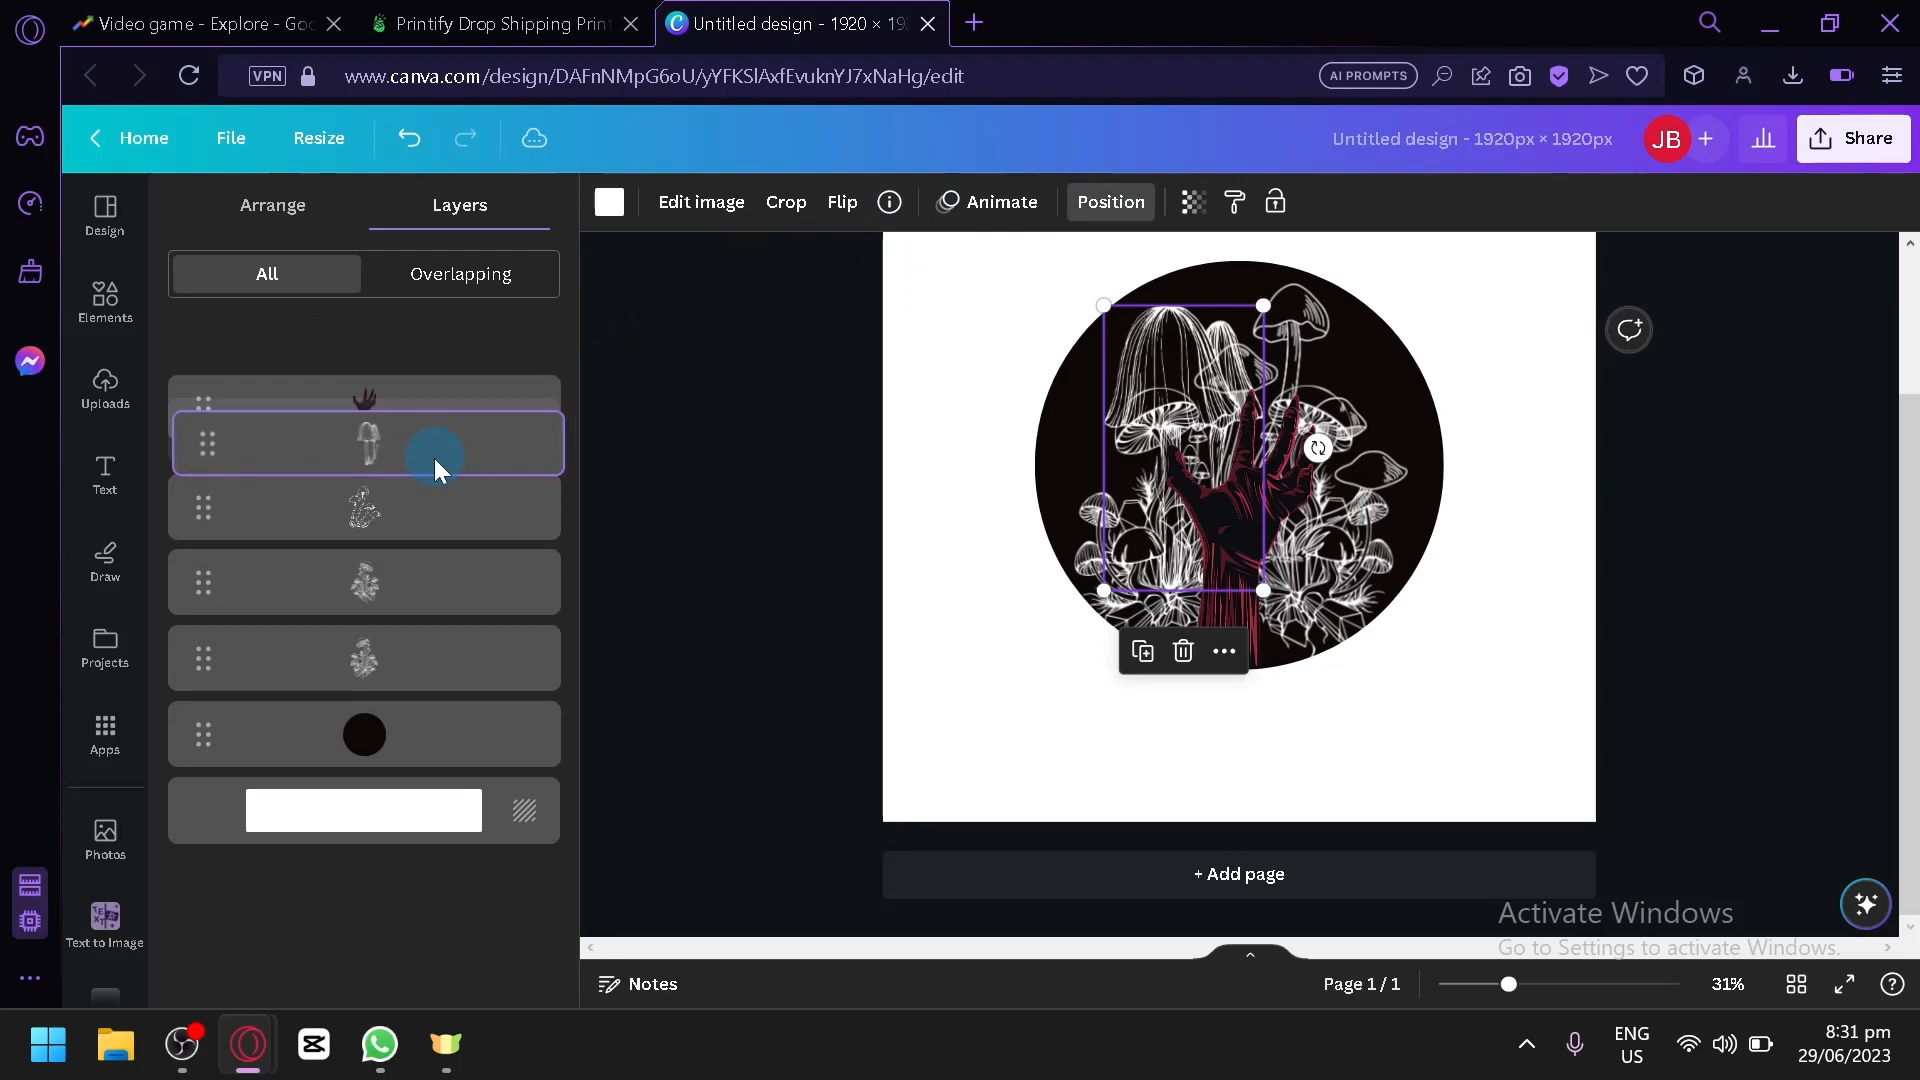 Video game - Explore - Goo
Printify Drop Shipping Print
Untitled design - 1920 × 192
VPN
www.canva.com/design/DAFnNMpG6oU/yYFKSlAxfEvuknYJ7xNaHg/edit
AI PROMPTS
Home
File
Resize
Untitled design - 1920px × 1920px
JB
Share
Arrange
Layers
Edit image
Crop
Flip
Animate
Position
All
Overlapping
Design
Elements
Uploads
Text
Draw
Projects
Apps
Photos
Text to Image
+ Add page
Activate Windows
Go to Settings to activate Windows.
Notes
Page 1 / 1
31%
ENG
US
8:31 pm
29/06/2023